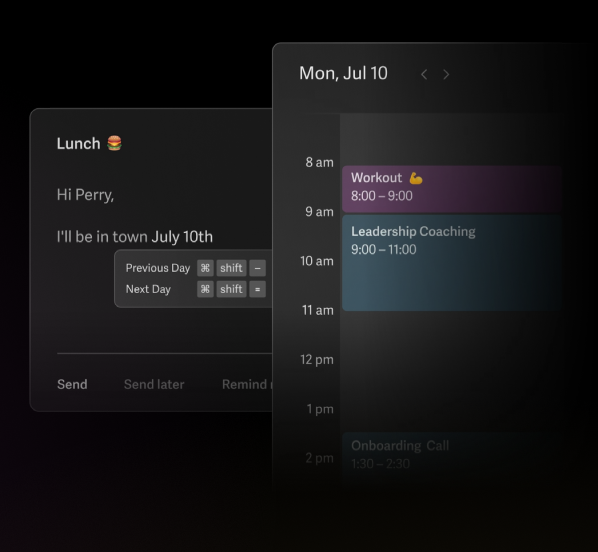 Lunch 🍔
Hi Perry,
I'll be in town July 10th
Previous Day ⌘ shift –
Next Day ⌘ shift =
Send Send later Remind
Mon, Jul 10 < >
8 am
Workout 💪
8:00 – 9:00
9 am
Leadership Coaching
9:00 – 11:00
10 am
11 am
12 pm
1 pm
Onboarding Call
1:30 – 2:30
2 pm